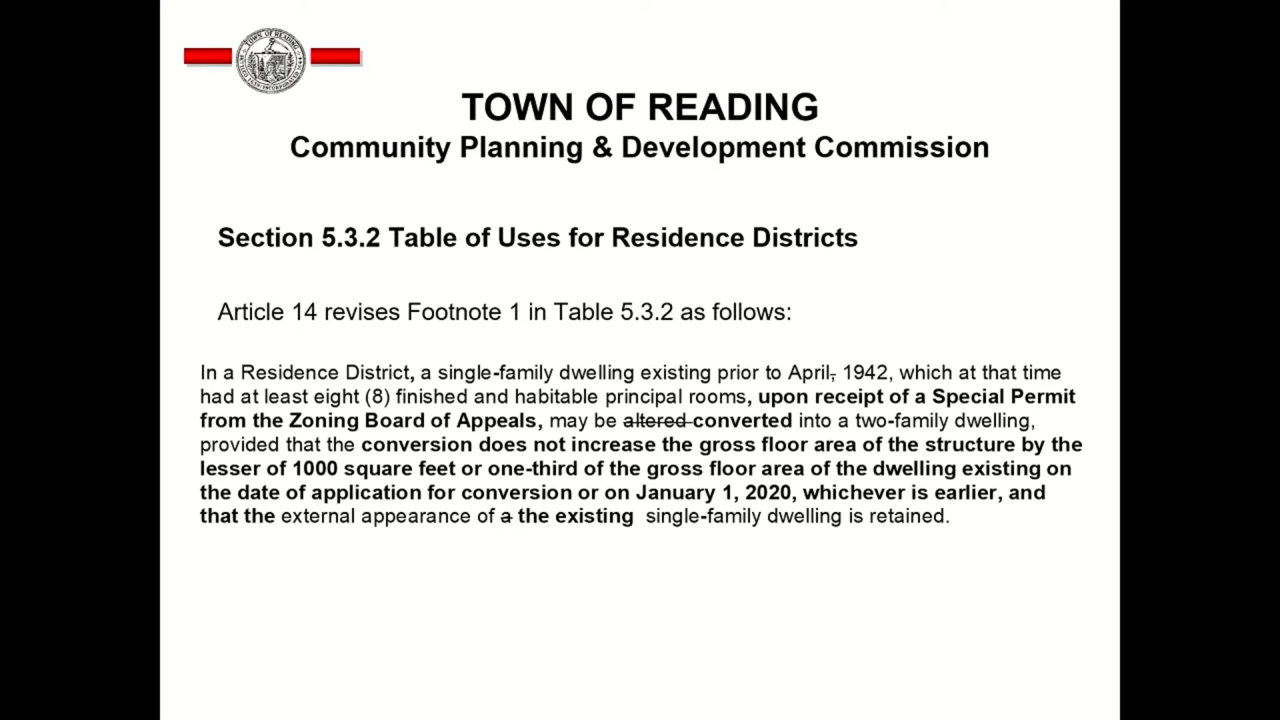 TOWN OF READING
Community Planning & Development Commission
Section 5.3.2 Table of Uses for Residence Districts
Article 14 revises Footnote 1 in Table 5.3.2 as follows:
In a Residence District, a single-family dwelling existing prior to April, 1942, which at that time
had at least eight (8) finished and habitable principal rooms, upon receipt of a Special Permit
from the Zoning Board of Appeals, may be altered converted into a two-family dwelling,
provided that the conversion does not increase the gross floor area of the structure by the
lesser of 1000 square feet or one-third of the gross floor area of the dwelling existing on
the date of application for conversion or on January 1, 2020, whichever is earlier, and
that the external appearance of a the existing single-family dwelling is retained.